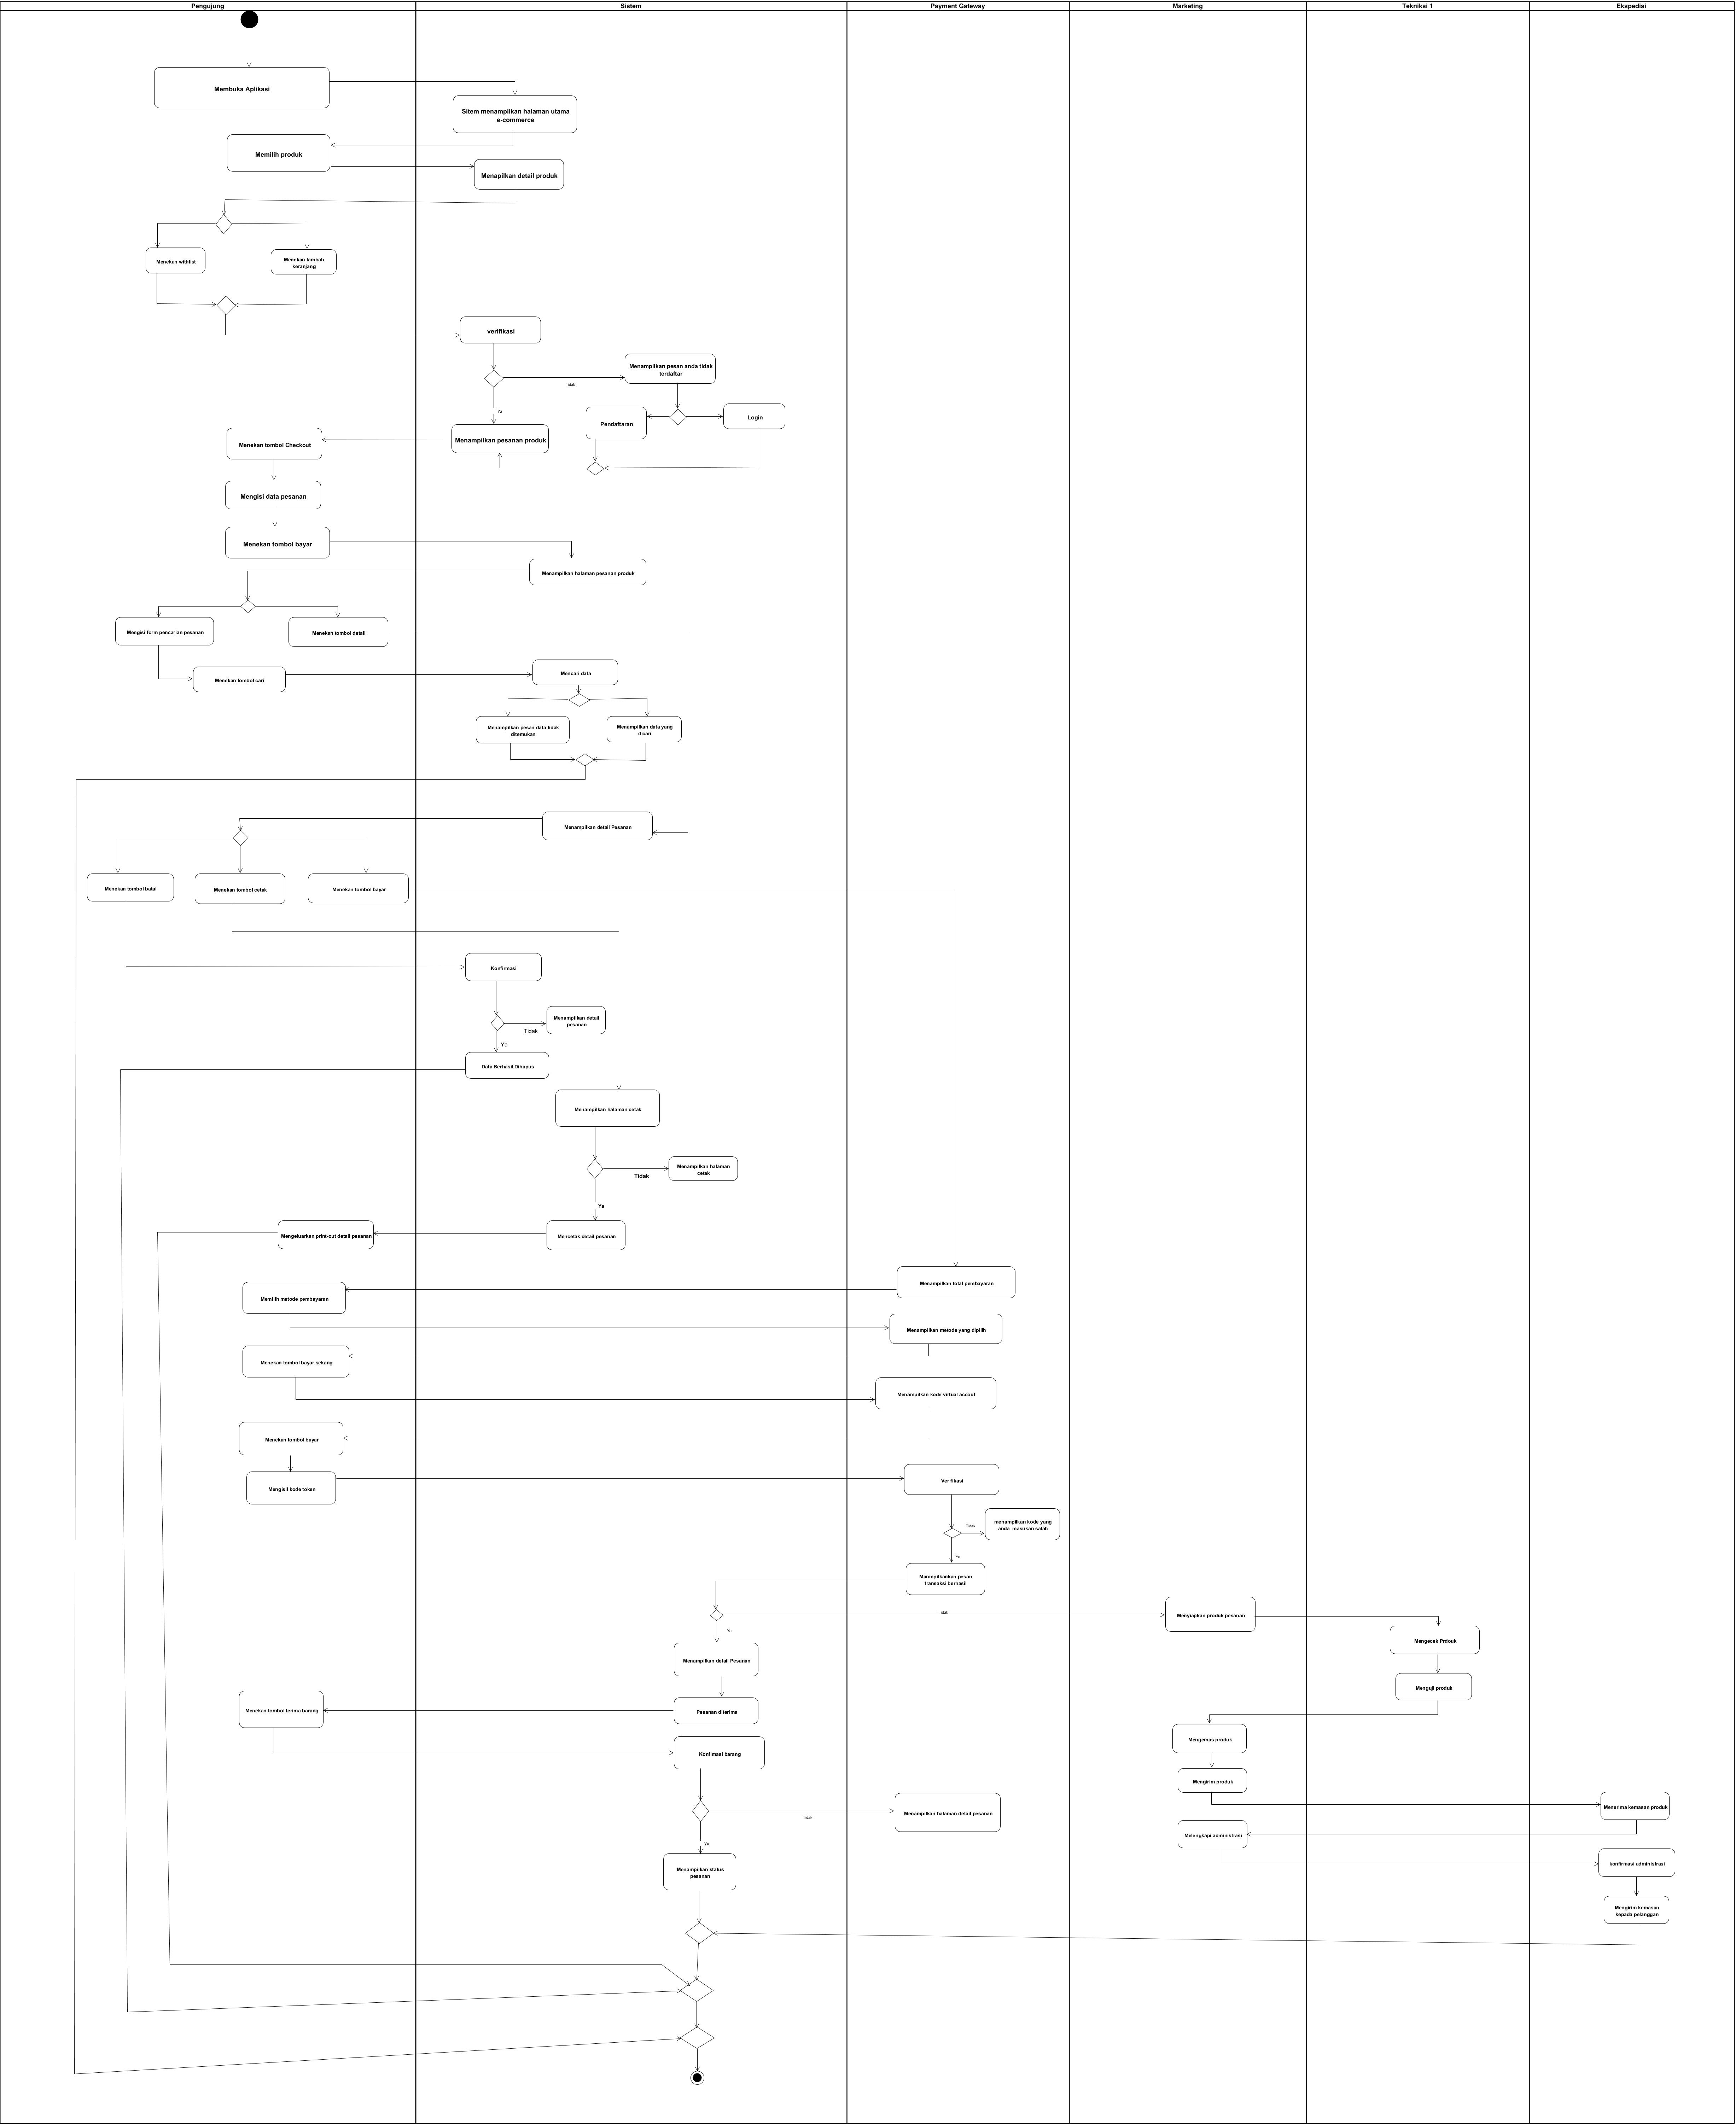 Pengujung
Sistem
Payment Gateway
Marketing
Tekniksi 1
Ekspedisi
Membuka Aplikasi
Sitem menampilkan halaman utama
e-commerce
Memilih produk
Menapilkan detail produk
Menekan withlist
Menekan tambah
keranjang
verifikasi
Menampilkan pesan anda tidak
terdaftar
Tidak
Ya
Pendaftaran
Login
Menampilkan pesanan produk
Menekan tombol Checkout
Mengisi data pesanan
Menekan tombol bayar
Menampilkan halaman pesanan produk
Mengisi form pencarian pesanan
Menekan tombol detail
Menekan tombol cari
Mencari data
Menampilkan pesan data tidak
ditemukan
Menampilkan data yang
dicari
Menampilkan detail Pesanan
Menekan tombol batal
Menekan tombol cetak
Menekan tombol bayar
Konfirmasi
Menampilkan detail
pesanan
Tidak
Ya
Data Berhasil Dihapus
Menampilkan halaman cetak
Menampilkan halaman
cetak
Tidak
Ya
Mengeluarkan print-out detail pesanan
Mencetak detail pesanan
Menampilkan total pembayaran
Memilih metode pembayaran
Menampilkan metode yang dipilih
Menekan tombol bayar sekang
Menampilkan kode virtual accout
Menekan tombol bayar
Mengisil kode token
Verifikasi
menampilkan kode yang
anda masukan salah
Ya
Manmpilkankan pesan
transaksi berhasil
Tidak
Menyiapkan produk pesanan
Ya
Mengecek Prdouk
Menampilkan detail Pesanan
Menguji produk
Menekan tombol terima barang
Pesanan diterima
Mengemas produk
Konfimasi barang
Mengirim produk
Menerima kemasan produk
Menampilkan halaman detail pesanan
Tidak
Melengkapi administrasi
Ya
konfirmasi administrasi
Menampilkan status
pesanan
Mengirim kemasan
kepada pelanggan